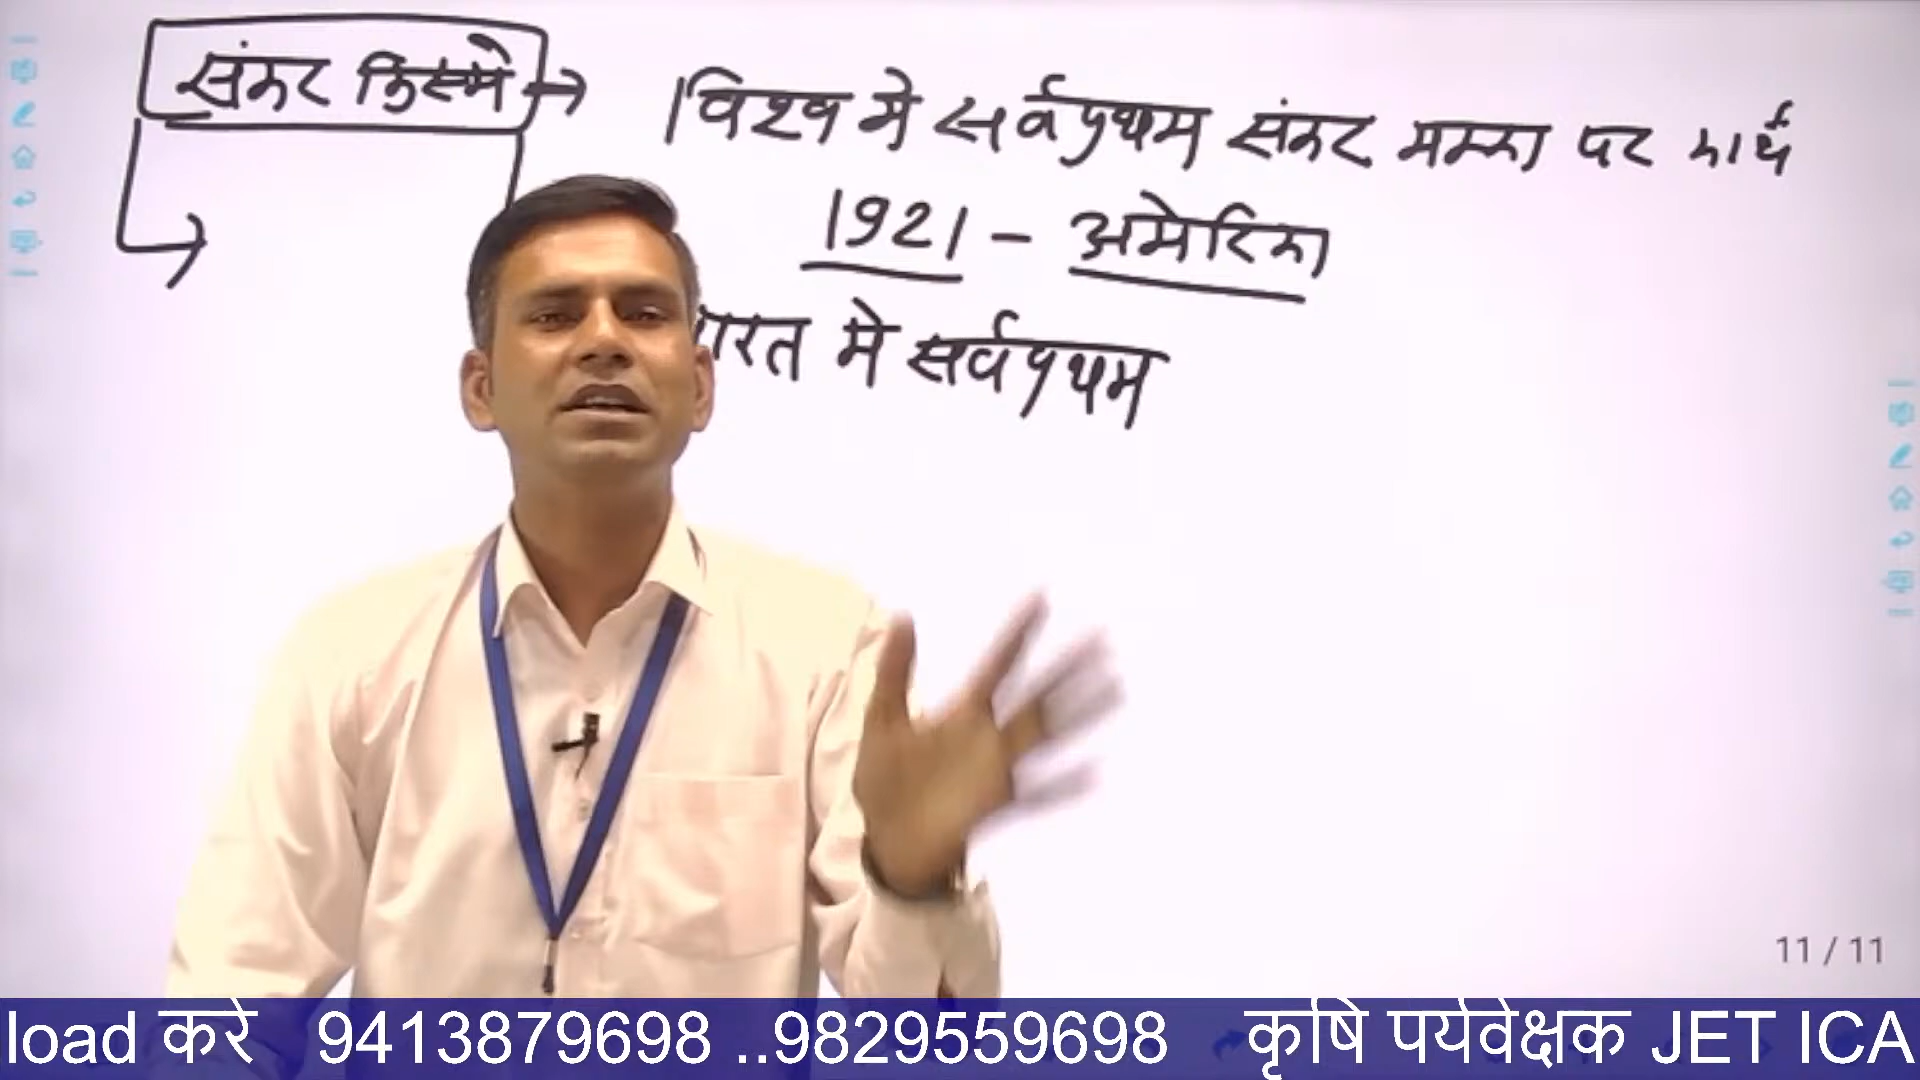 संकर किस्मे → विश्व मे सर्वप्रथम संकर मक्का पर कार्य
1921 - अमेरिका
भारत मे सर्वप्रथम
11 / 11
load करे 9413879698 ..9829559698 कृषि पर्यवेक्षक JET ICA